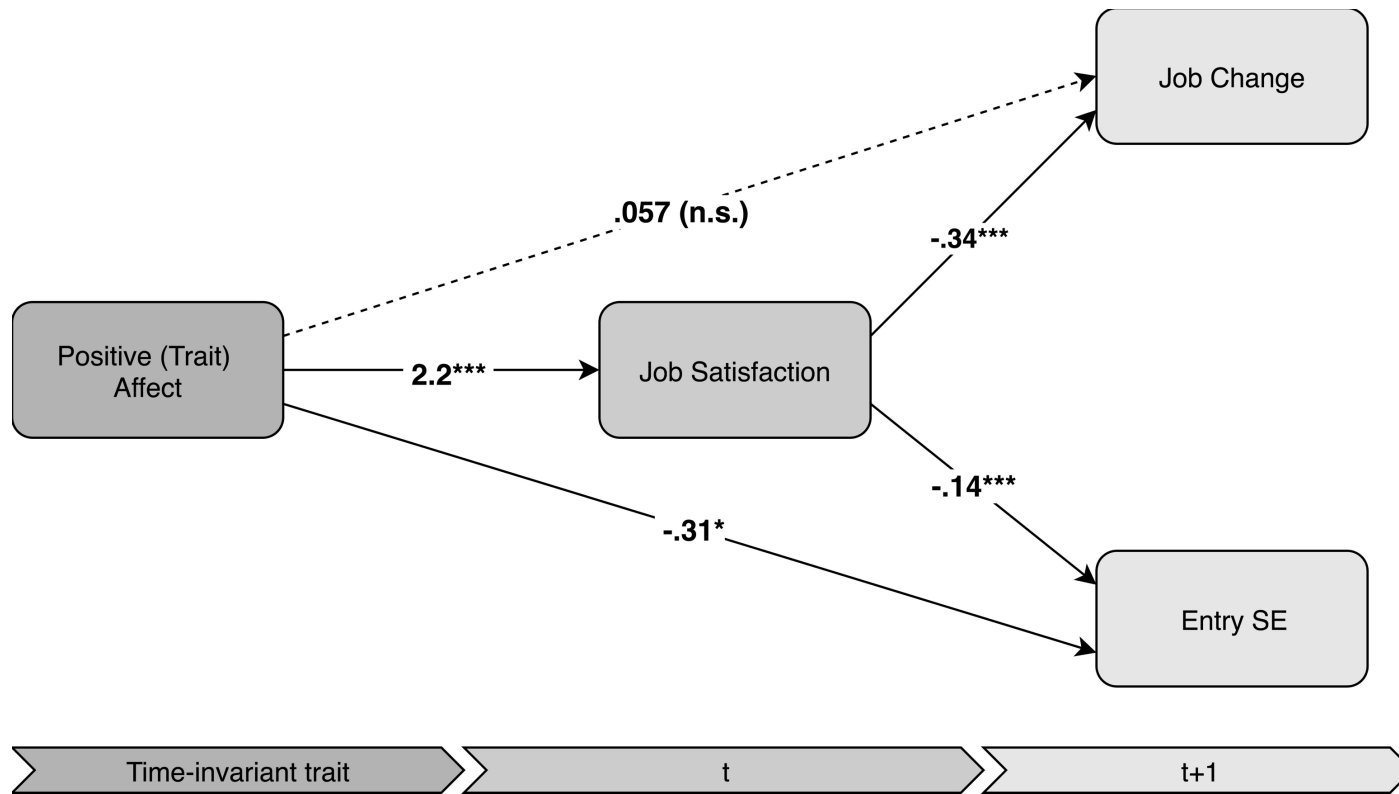 Job Change
.057 (n.s.)
-.34***
Positive (Trait)
Affect
2.2***
Job Satisfaction
-.14***
-.31*
Entry SE
Time-invariant trait
t
t+1